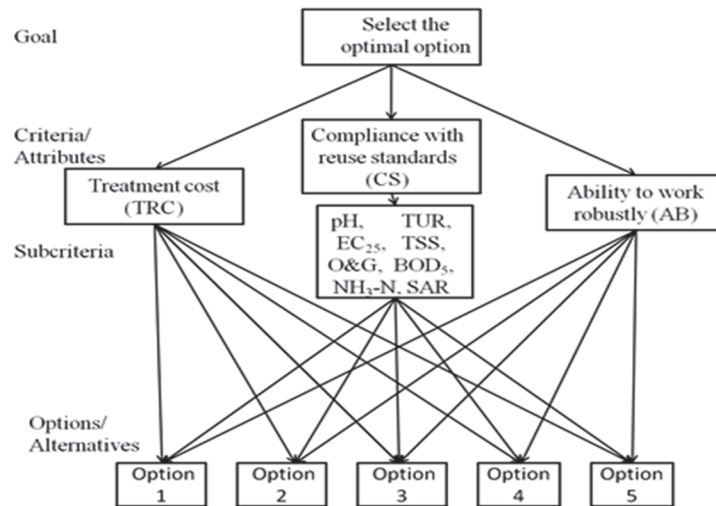 Goal
Select the
optimal option
Criteria/
Attributes
Compliance with
reuse standards
(CS)
Treatment cost
(TRC)
Ability to work
robustly (AB)
Subcriteria
pH, TUR,
EC₂₅, TSS,
O&G, BOD₅,
NH₃-N, SAR
Options/
Alternatives
Option
1
Option
2
Option
3
Option
4
Option
5